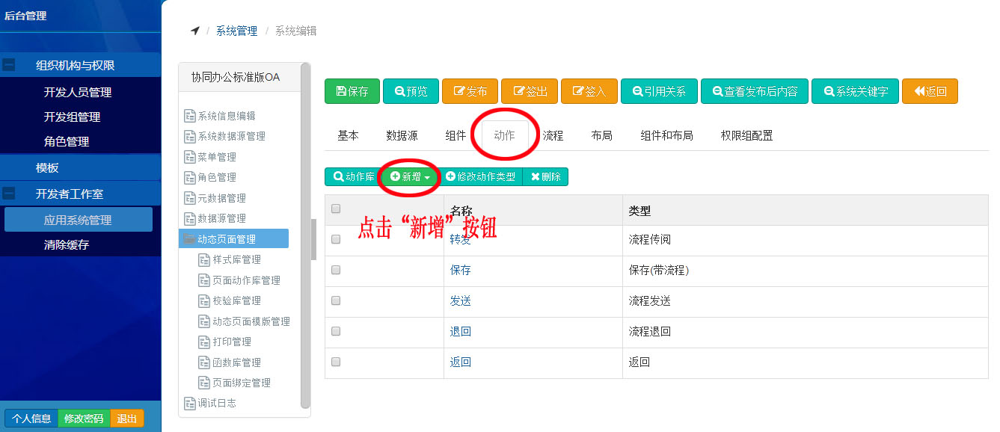 后台管理
组织机构与权限
开发人员管理
开发组管理
角色管理
模板
开发者工作室
应用系统管理
清除缓存
个人信息 修改密码 退出
/ 系统管理 / 系统编辑
协同办公标准版OA
系统信息编辑
系统数据源管理
菜单管理
角色管理
元数据管理
数据源管理
动态页面管理
样式库管理
页面动作库管理
校验库管理
动态页面模版管理
打印管理
函数库管理
页面绑定管理
调试日志
保存 预览 发布 签出 签入 引用关系 查看发布后内容 系统关键字 返回
基本 数据源 组件 动作 流程 布局 组件和布局 权限组配置
动作库 新增 修改动作类型 删除
名称 类型
点击“新增”按钮
转发 流程传阅
保存 保存(带流程)
发送 流程发送
退回 流程退回
返回 返回